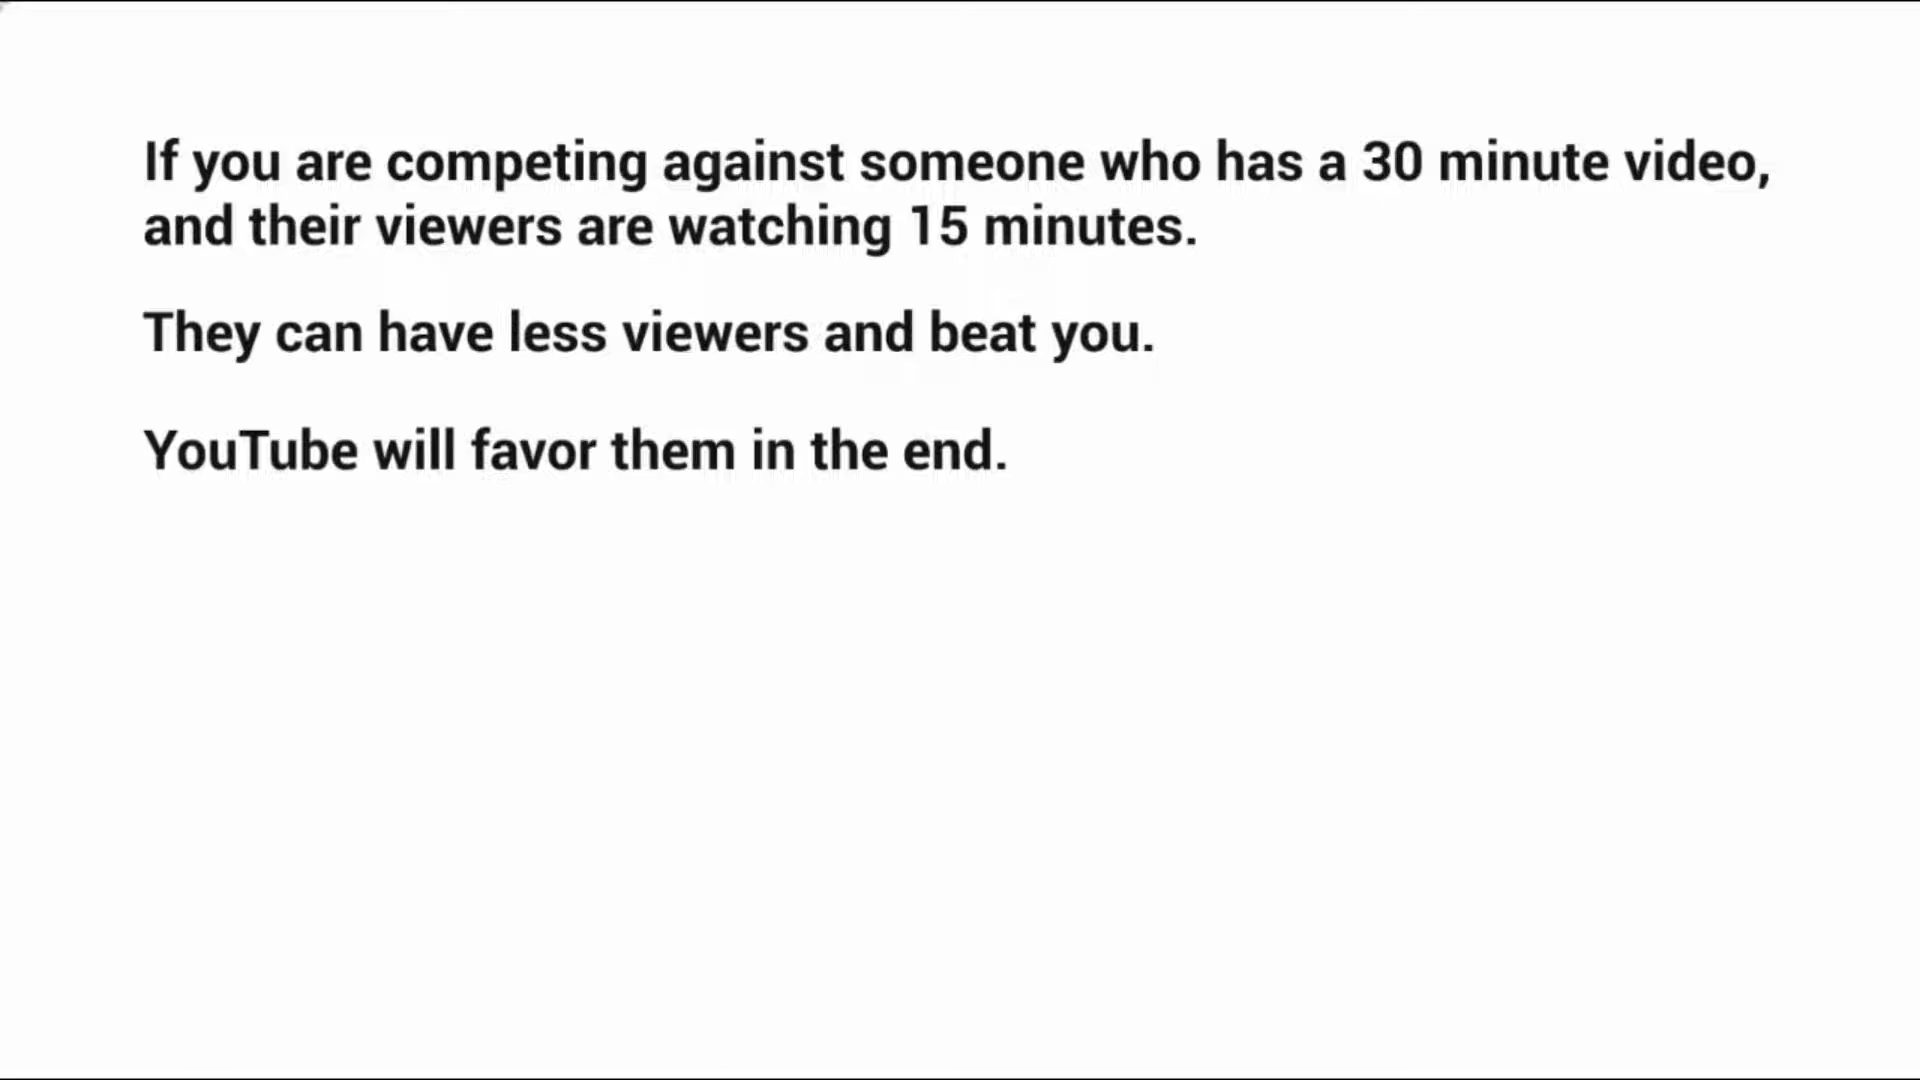 If you are competing against someone who has a 30 minute video,
and their viewers are watching 15 minutes.
They can have less viewers and beat you.
YouTube will favor them in the end.